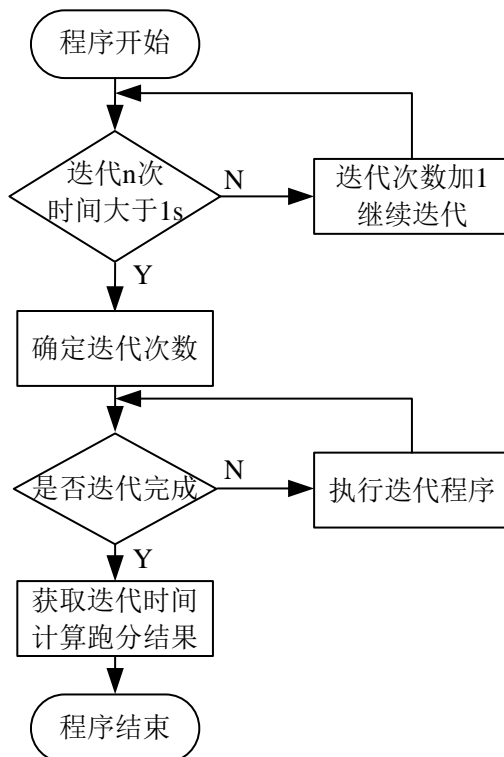 程序开始
迭代n次
时间大于1s
N
迭代次数加1
继续迭代
Y
确定迭代次数
是否迭代完成
N
执行迭代程序
Y
获取迭代时间
计算跑分结果
程序结束